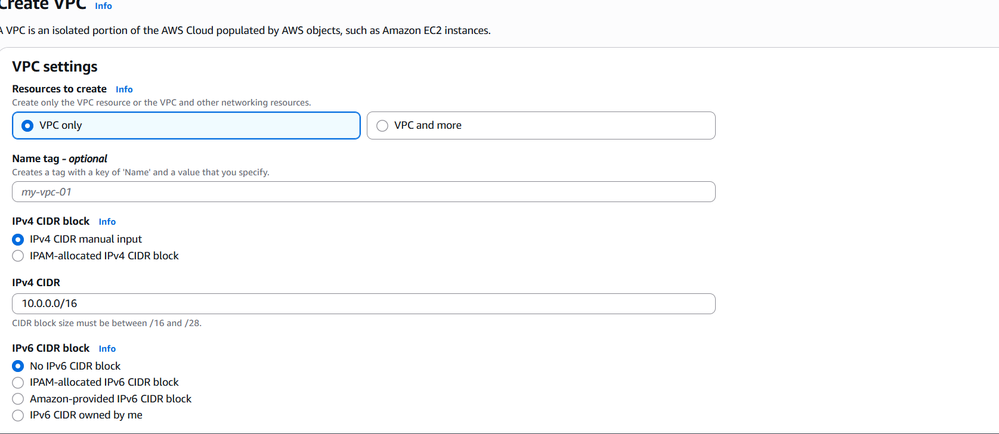 Create VPC Info
A VPC is an isolated portion of the AWS Cloud populated by AWS objects, such as Amazon EC2 instances.
VPC settings
Resources to create Info
Create only the VPC resource or the VPC and other networking resources.
VPC only VPC and more
Name tag - optional
Creates a tag with a key of 'Name' and a value that you specify.
my-vpc-01
IPv4 CIDR block Info
IPv4 CIDR manual input
IPAM-allocated IPv4 CIDR block
IPv4 CIDR
10.0.0.0/16
CIDR block size must be between /16 and /28.
IPv6 CIDR block Info
No IPv6 CIDR block
IPAM-allocated IPv6 CIDR block
Amazon-provided IPv6 CIDR block
IPv6 CIDR owned by me